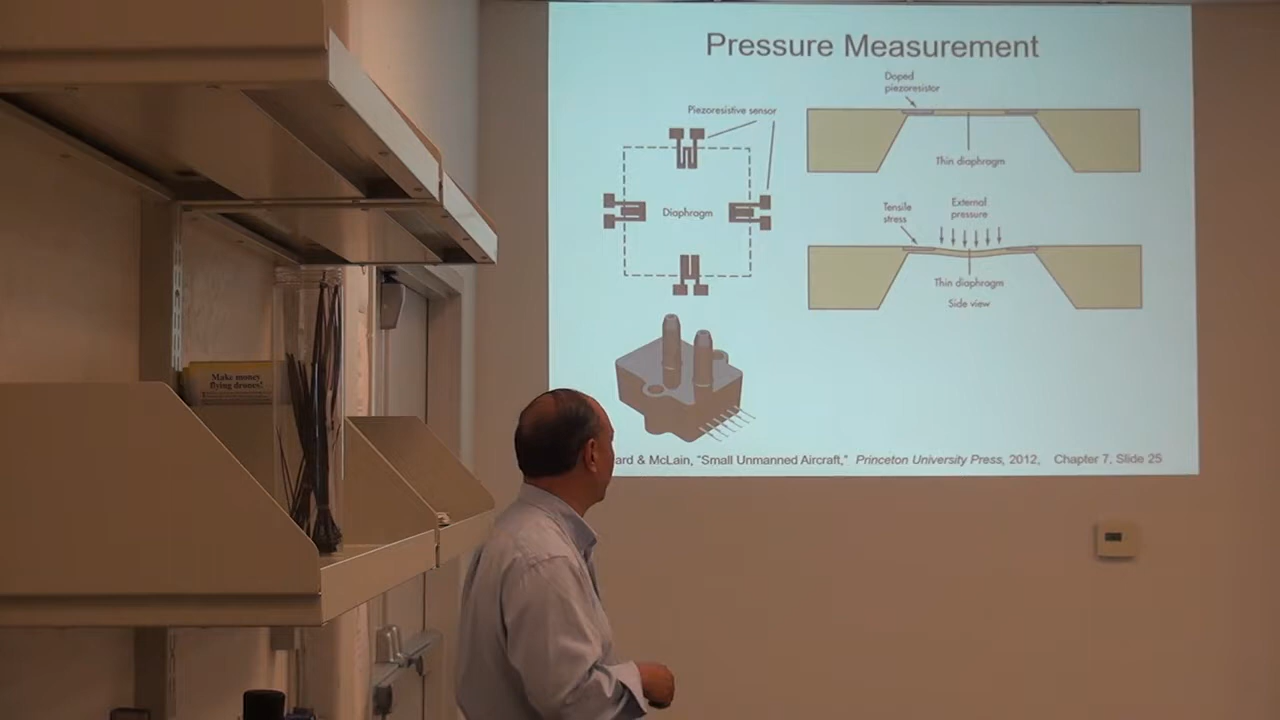 Pressure Measurement
Doped
piezoresistor
Piezoresistive sensor
Thin diaphragm
Diaphragm
Tensile
stress
External
pressure
Thin diaphragm
Side view
Make money
flying drones!
ard & McLain, "Small Unmanned Aircraft," Princeton University Press, 2012, Chapter 7, Slide 25